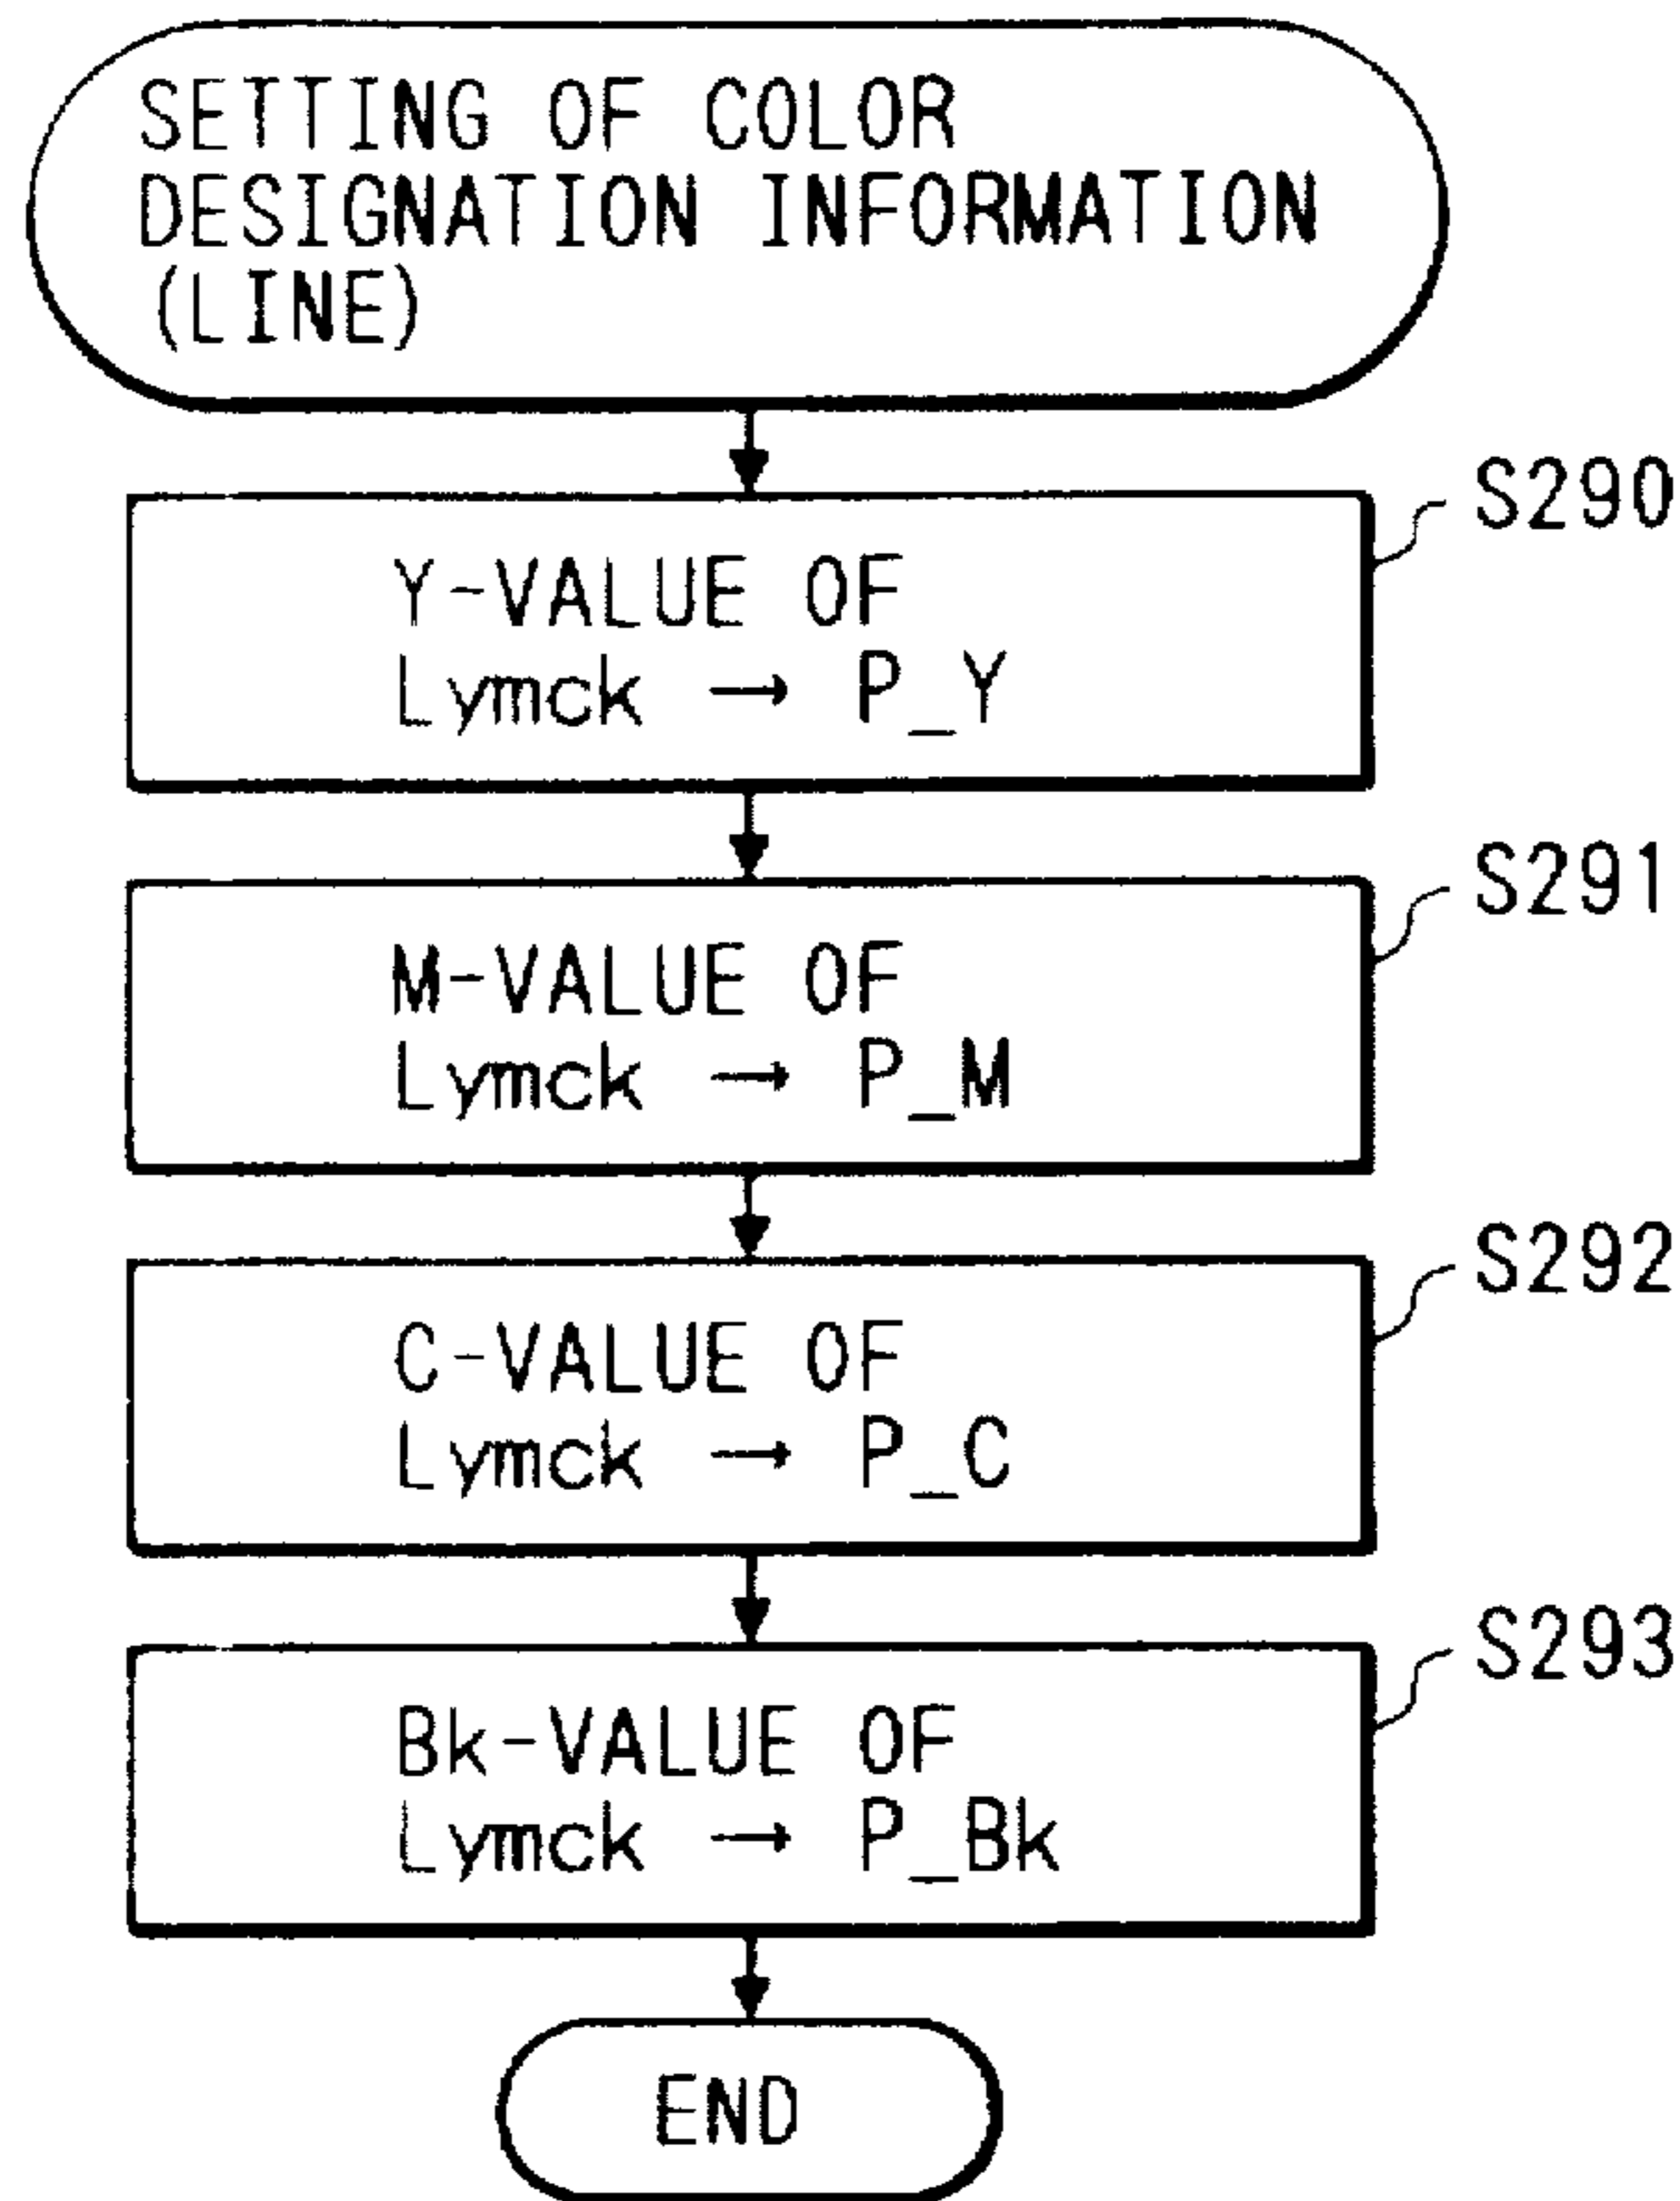 SETTING OF COLOR
DESIGNATION INFORMATION
(LINE)
S290
Y-VALUE OF
Lymck → P_Y
S291
M-VALUE OF
Lymck → P_M
S292
C-VALUE OF
Lymck → P_C
S293
Bk-VALUE OF
Lymck → P_Bk
END